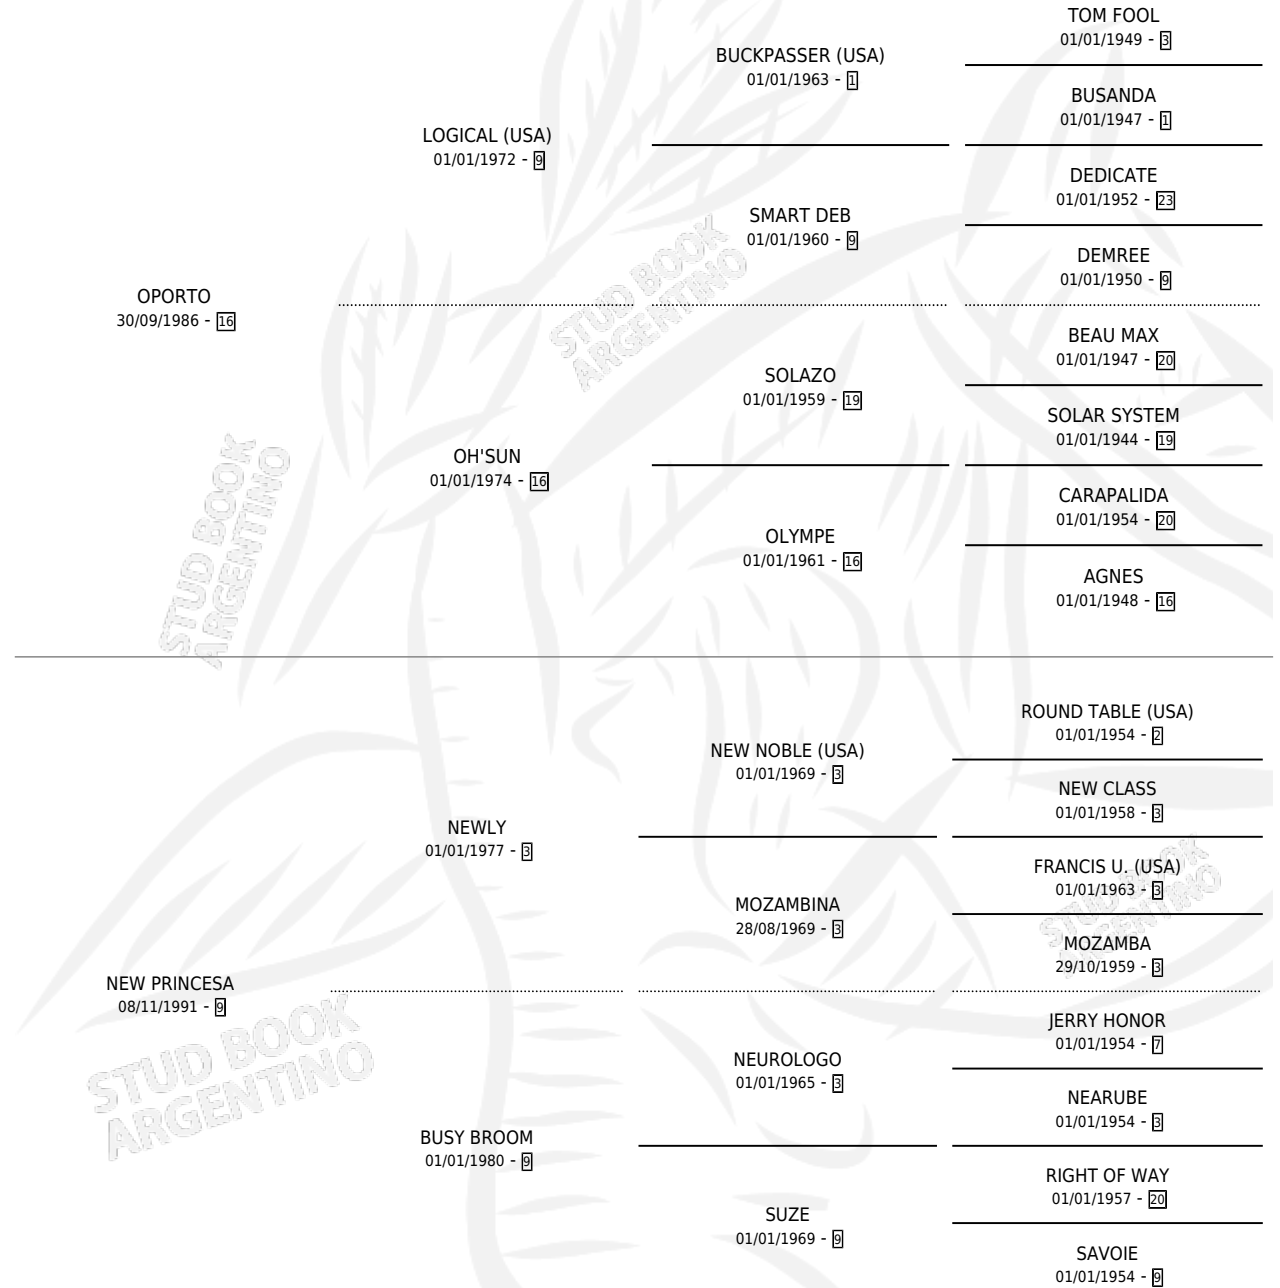 TOM FOOL
01/01/1949 - 3
BUCKPASSER (USA)
01/01/1963 - 1
BUSANDA
01/01/1947 - 1
LOGICAL (USA)
01/01/1972 - 9
DEDICATE
01/01/1952 - 23
SMART DEB
01/01/1960 - 9
DEMREE
01/01/1950 - 9
OPORTO
30/09/1986 - 16
BEAU MAX
01/01/1947 - 20
SOLAZO
01/01/1959 - 19
SOLAR SYSTEM
01/01/1944 - 19
OH'SUN
01/01/1974 - 16
CARAPALIDA
01/01/1954 - 20
OLYMPE
01/01/1961 - 16
AGNES
01/01/1948 - 16
ROUND TABLE (USA)
01/01/1954 - 2
NEW NOBLE (USA)
01/01/1969 - 3
NEW CLASS
01/01/1958 - 3
NEWLY
01/01/1977 - 3
FRANCIS U. (USA)
01/01/1963 - 3
MOZAMBINA
28/08/1969 - 3
MOZAMBA
29/10/1959 - 3
NEW PRINCESA
08/11/1991 - 9
JERRY HONOR
01/01/1954 - 7
NEUROLOGO
01/01/1965 - 3
NEARUBE
01/01/1954 - 3
BUSY BROOM
01/01/1980 - 9
RIGHT OF WAY
01/01/1957 - 20
SUZE
01/01/1969 - 9
SAVOIE
01/01/1954 - 9
STUD BOOK
ARGENTINO
STUD BOOK
ARGENTINO
STUD BOOK
ARGENTINO
STUD BOOK
ARGENTINO